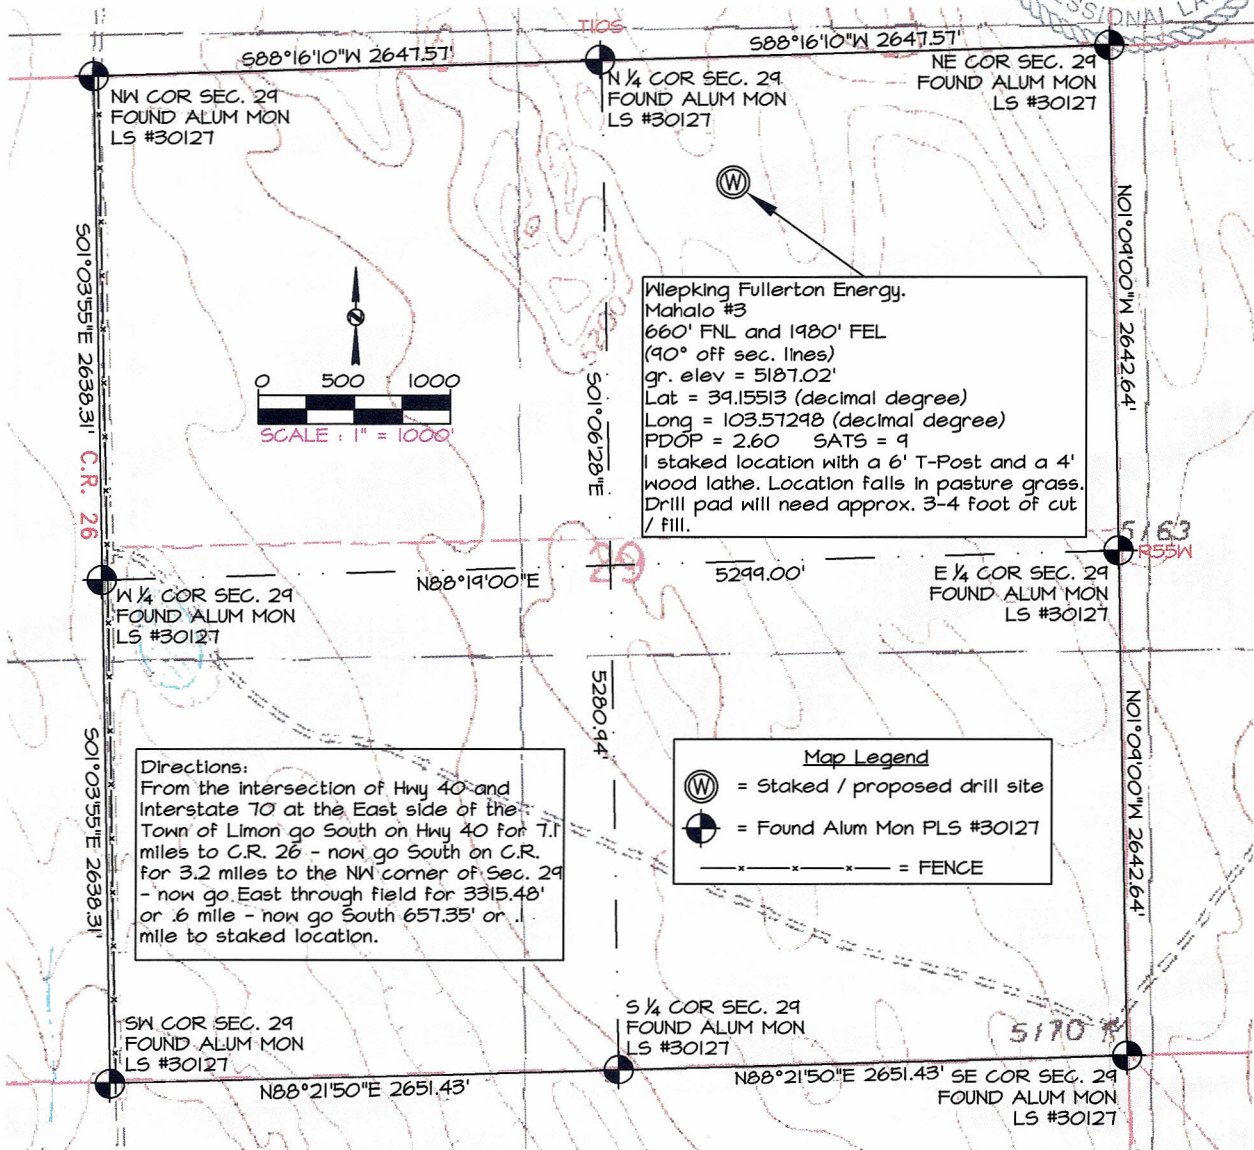 SSIONAL LA
T10S
S88°16'10"W 2647.57'
S88°16'10"W 2647.57'
NW COR SEC. 29
FOUND ALUM MON
LS #30127
N 1/4 COR SEC. 29
FOUND ALUM MON
LS #30127
NE COR SEC. 29
FOUND ALUM MON
LS #30127
W
S01°03'55"E 2638.31'
C.R. 26
N01°09'00"W 2642.64'
N
0 500 1000
SCALE : 1" = 1000'
5200
S01°06'28"E
Wiepking Fullerton Energy.
Mahalo #3
660' FNL and 1980' FEL
(90° off sec. lines)
gr. elev = 5187.02'
Lat = 39.15513 (decimal degree)
Long = 103.57298 (decimal degree)
PDOP = 2.60 SATS = 9
I staked location with a 6' T-Post and a 4'
wood lathe. Location falls in pasture grass.
Drill pad will need approx. 3-4 foot of cut
/ fill.
5163
R55W
29
N88°19'00"E
5299.00'
W 1/4 COR SEC. 29
FOUND ALUM MON
LS #30127
E 1/4 COR SEC. 29
FOUND ALUM MON
LS #30127
S01°03'55"E 2638.31'
5280.94'
N01°09'00"W 2642.64'
Directions:
From the intersection of Hwy 40 and
Interstate 70 at the East side of the
Town of Limon go South on Hwy 40 for 7.1
miles to C.R. 26 - now go South on C.R.
for 3.2 miles to the NW corner of Sec. 29
- now go East through field for 3315.48'
or .6 mile - now go South 657.35' or .1
mile to staked location.
Map Legend
W = Staked / proposed drill site
= Found Alum Mon PLS #30127
= FENCE
SW COR SEC. 29
FOUND ALUM MON
LS #30127
S 1/4 COR SEC. 29
FOUND ALUM MON
LS #30127
5170
N88°21'50"E 2651.43'
N88°21'50"E 2651.43'
SE COR SEC. 29
FOUND ALUM MON
LS #30127